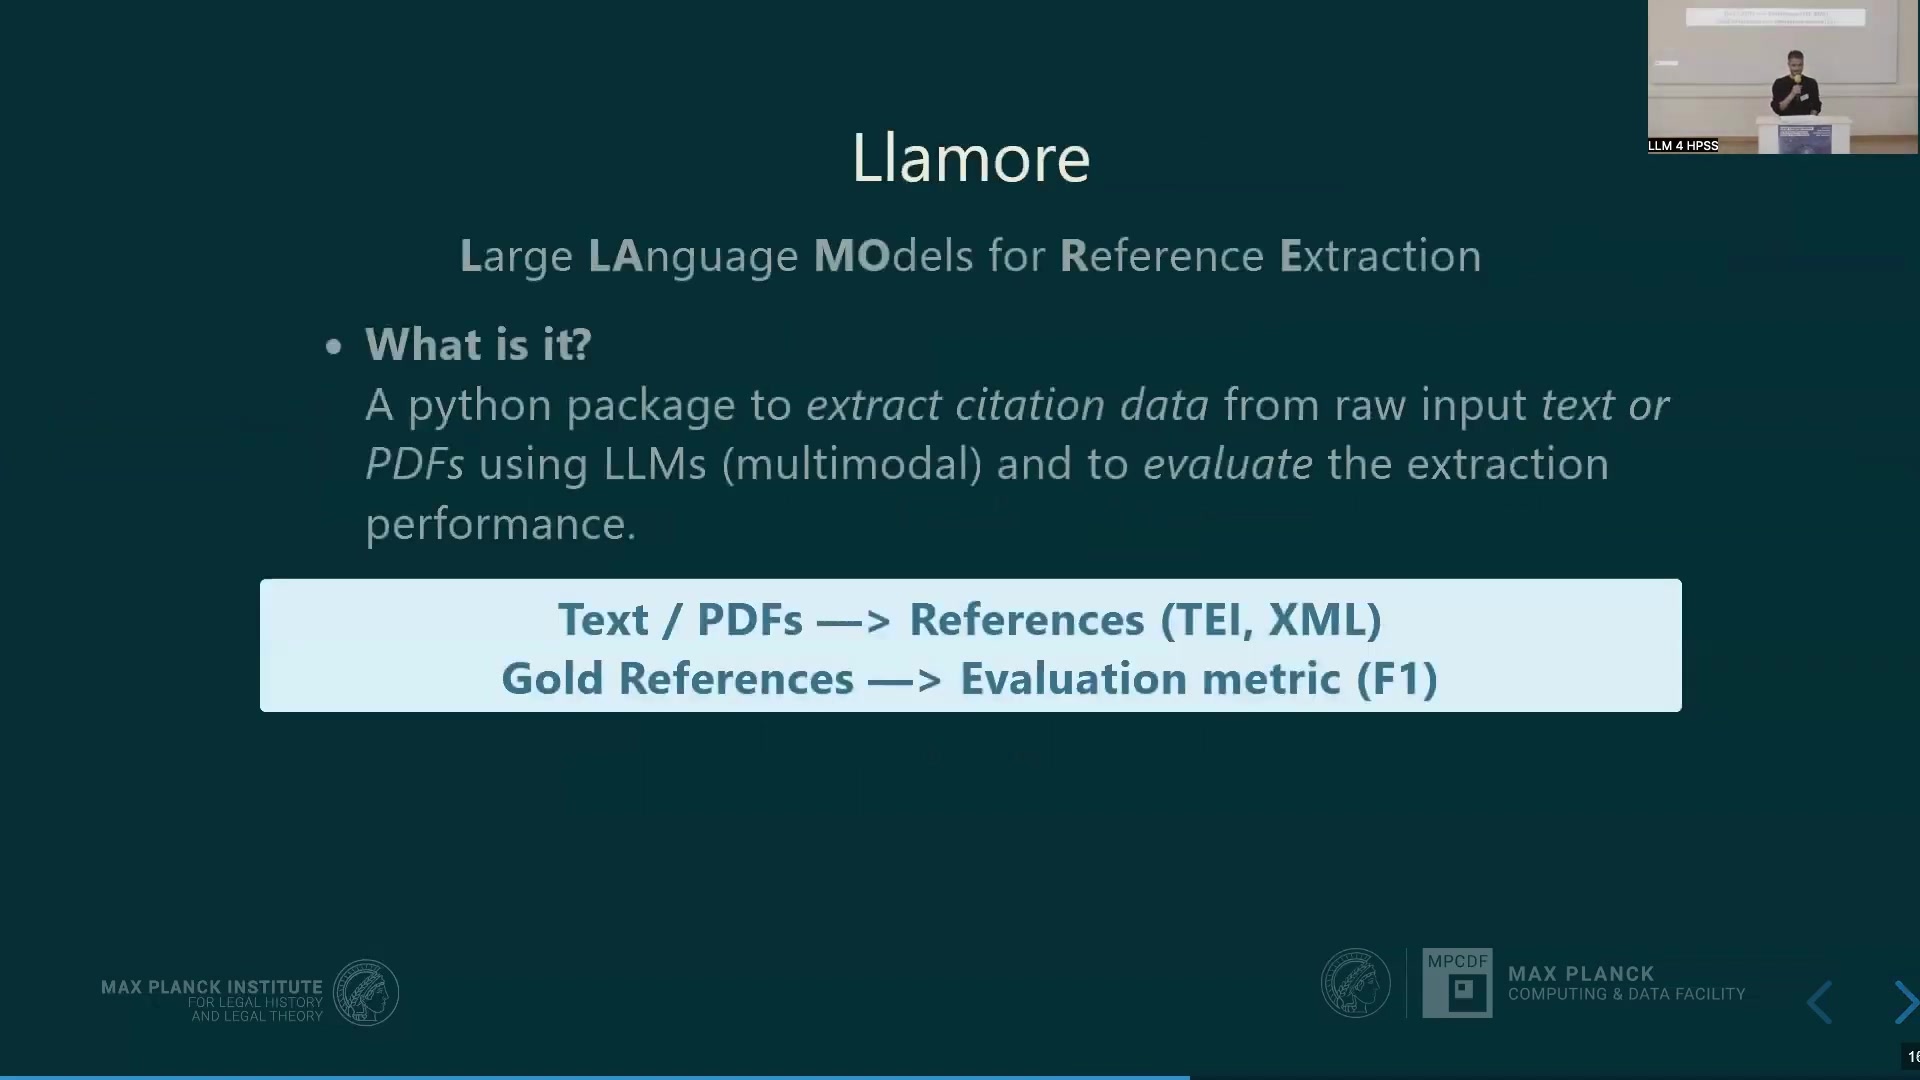 LLM 4 HPSS
Llamore
Large LAnguage MOdels for Reference Extraction
• What is it?
A python package to extract citation data from raw input text or
PDFs using LLMs (multimodal) and to evaluate the extraction
performance.
Text / PDFs —> References (TEI, XML)
Gold References —> Evaluation metric (F1)
MAX PLANCK INSTITUTE
FOR LEGAL HISTORY
AND LEGAL THEORY
MPCDF
MAX PLANCK
COMPUTING & DATA FACILITY